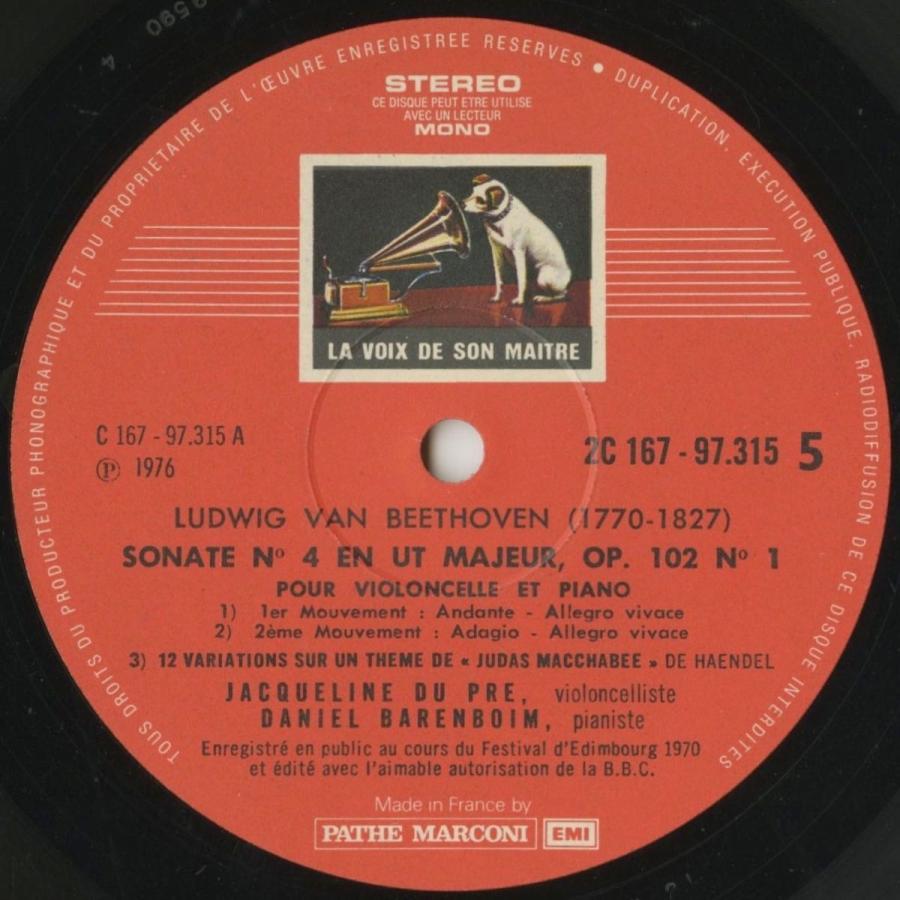 TOUS DROITS DU PRODUCTEUR PHONOGRAPHIQUE ET DU PROPRIETAIRE DE L'ŒUVRE ENREGISTREE RESERVES • DUPLICATION, EXECUTION PUBLIQUE, RADIODIFFUSION DE CE DISQUE INTERDITES
STEREO
CE DISQUE PEUT ETRE UTILISE
AVEC UN LECTEUR
MONO
LA VOIX DE SON MAITRE
C 167 - 97.315 A
℗ 1976
2C 167 - 97.315 5
LUDWIG VAN BEETHOVEN (1770-1827)
SONATE Nº 4 EN UT MAJEUR, OP. 102 Nº 1
POUR VIOLONCELLE ET PIANO
1) 1er Mouvement : Andante - Allegro vivace
2) 2ème Mouvement : Adagio - Allegro vivace
3) 12 VARIATIONS SUR UN THEME DE « JUDAS MACCHABEE » DE HAENDEL
JACQUELINE DU PRE, violoncelliste
DANIEL BARENBOIM, pianiste
Enregistré en public au cours du Festival d'Edimbourg 1970
et édité avec l'aimable autorisation de la B.B.C.
Made in France by
PATHE MARCONI EMI